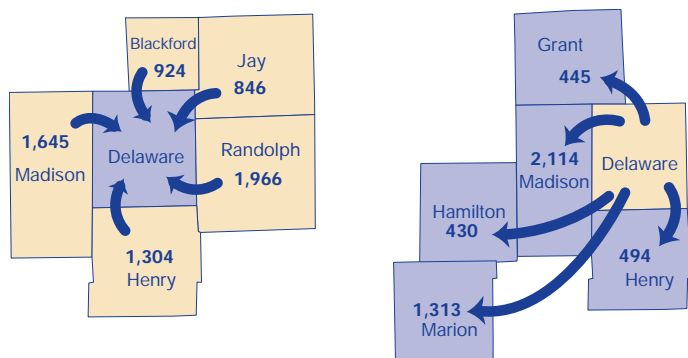 Blackford
924
Jay
846
1,645
Madison
Delaware
Randolph
1,966
1,304
Henry
Grant
445
2,114
Madison
Delaware
Hamilton
430
494
Henry
1,313
Marion